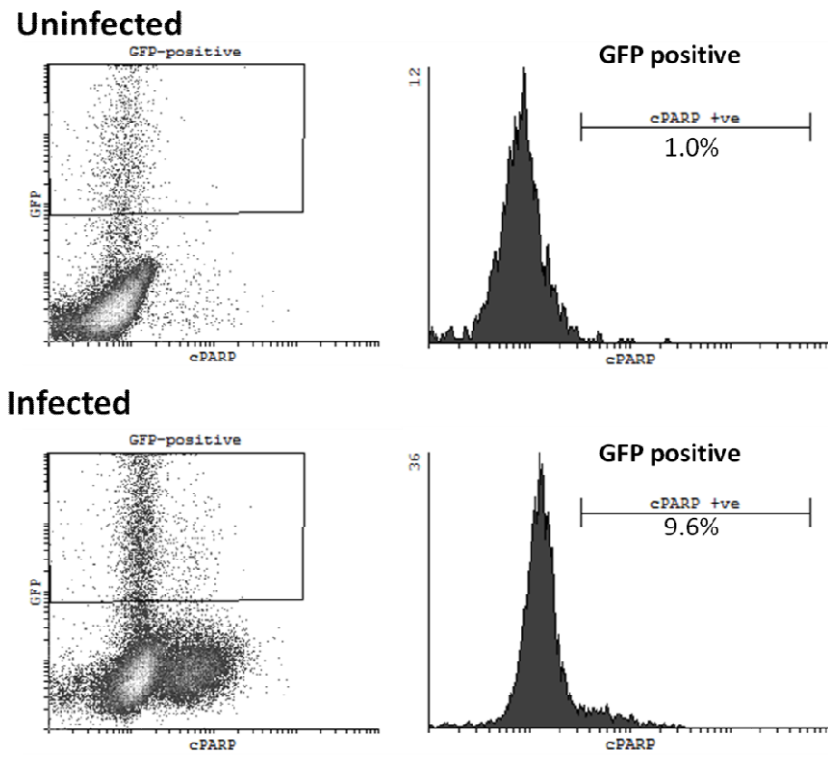 Uninfected
GFP-positive
GFP
cPARP
GFP positive
12
cPARP +ve
1.0%
cPARP
Infected
GFP-positive
GFP
cPARP
GFP positive
36
cPARP +ve
9.6%
cPARP